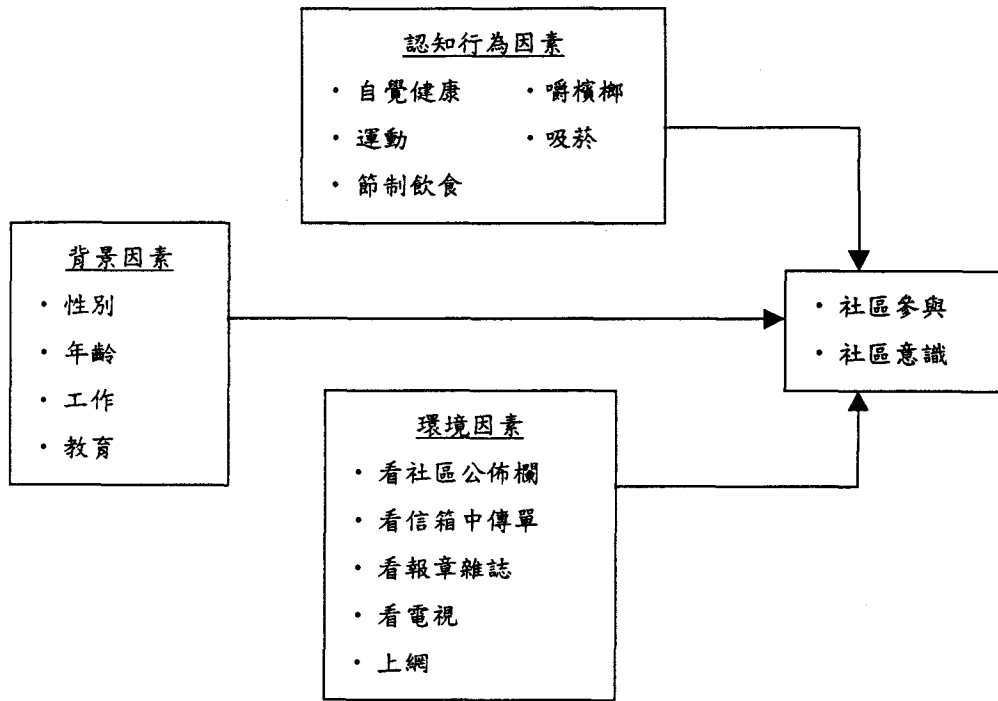 認知行為因素
· 自覺健康　· 嚼檳榔
· 運動　· 吸菸
· 節制飲食
背景因素
· 性別
· 年齡
· 工作
· 教育
· 社區參與
· 社區意識
環境因素
· 看社區公佈欄
· 看信箱中傳單
· 看報章雜誌
· 看電視
· 上網